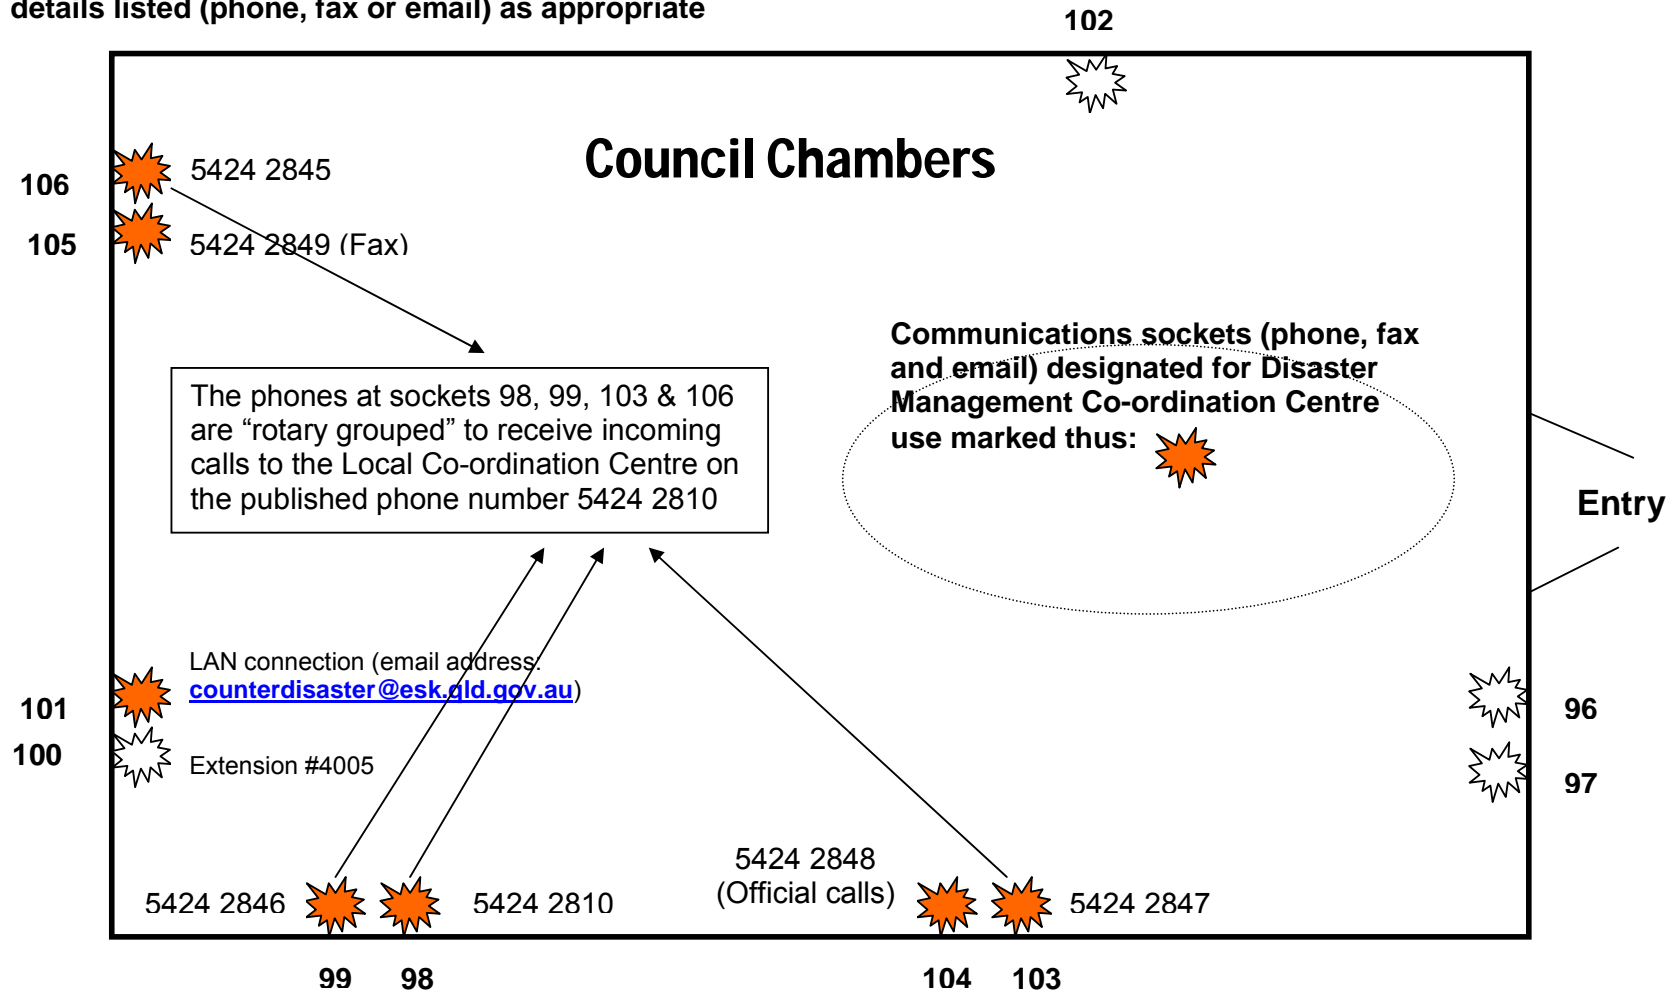 details listed (phone, fax or email) as appropriate
102
Council Chambers
106
5424 2845
105
5424 2849 (Fax)
Communications sockets (phone, fax
and email) designated for Disaster
Management Co-ordination Centre
use marked thus:
The phones at sockets 98, 99, 103 & 106
are “rotary grouped” to receive incoming
calls to the Local Co-ordination Centre on
the published phone number 5424 2810
Entry
LAN connection (email address:
counterdisaster@esk.qld.gov.au)
101
96
100
Extension #4005
97
5424 2848
(Official calls)
5424 2846
5424 2810
5424 2847
99
98
104
103